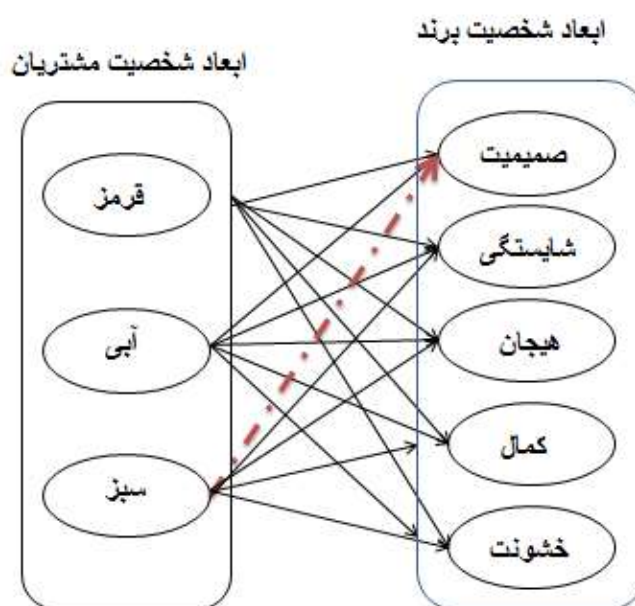 ابعاد شخصیت برند
ابعاد شخصیت مشتریان
صمیمیت
قرمز
شایستگی
آبی
هیجان
کمال
سبز
خشونت